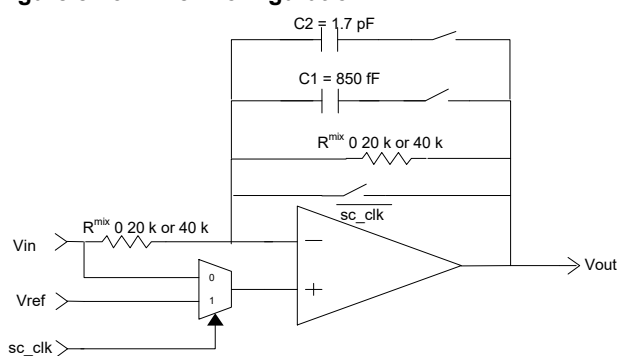 C2 = 1.7 pF
C1 = 850 fF
R^mix 0 20 k or 40 k
sc_clk
R^mix 0 20 k or 40 k
Vin
0
Vref
1
sc_clk
−
+
Vout